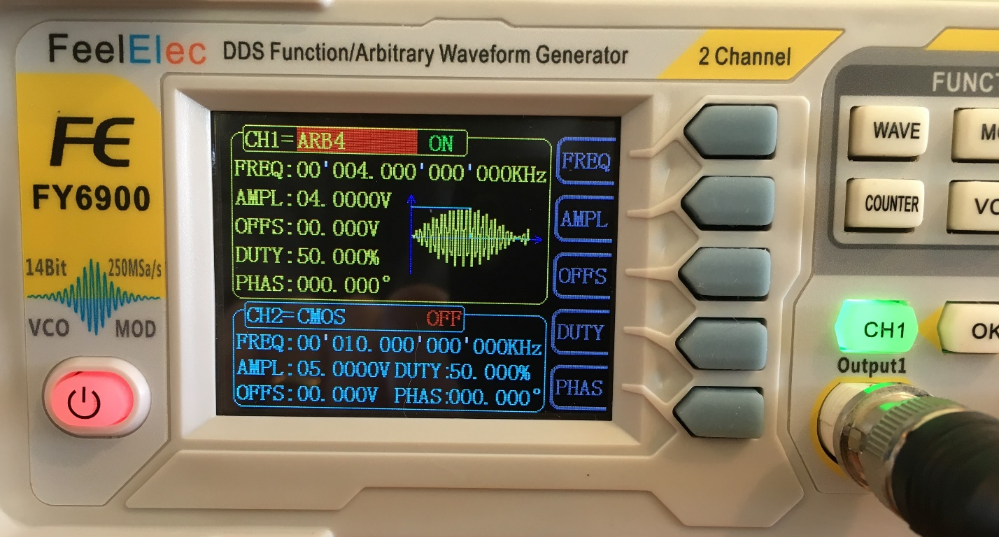 FeelElec DDS Function/Arbitrary Waveform Generator 2 Channel
FE
FY6900
14Bit 250MSa/s
VCO MOD
CH1=ARB4 ON
FREQ:00'004.000'000'000KHz
AMPL:04.0000V
OFFS:00.000V
DUTY:50.000%
PHAS:000.000°
CH2=CMOS OFF
FREQ:00'010.000'000'000KHz
AMPL:05.0000V DUTY:50.000%
OFFS:00.000V PHAS:000.000°
FREQ
AMPL
OFFS
DUTY
PHAS
FUNCT
WAVE
COUNTER
VC
CH1
OK
Output1